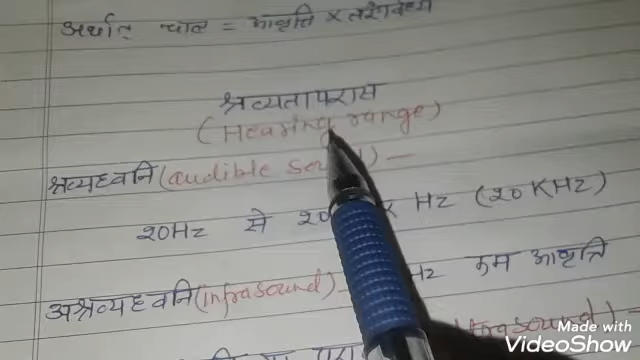 अर्थात् चाल = आवृत्ति × तरंगदैर्ध्य
श्रव्यतापरास
(Hearing range)
श्रव्यध्वनि (audible sound) -
20Hz से 20 Hz (20KHz)
अश्रव्यध्वनि (infrasound) Hz कम आवृत्ति
Made with
VideoShow